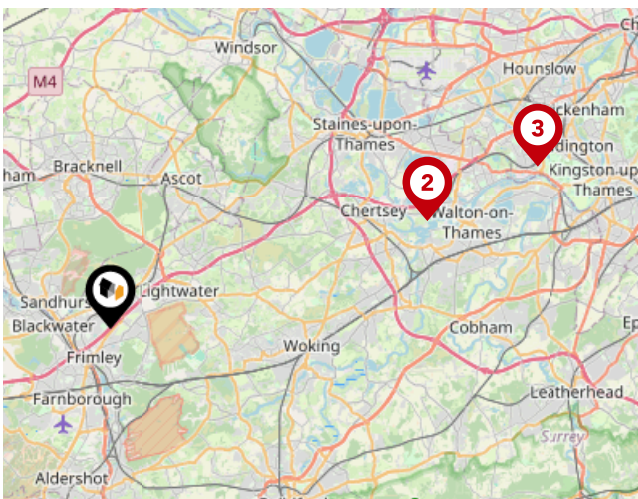 Windsor
Hounslow
M4
3
Staines-upon-
Thames
Bracknell
Ascot
Kingston-up
Thames
2
Chertsey
Walton-on-
Thames
Lightwater
Blackwater
Frimley
Woking
Cobham
Farnborough
Leatherhead
Surrey
Aldershot